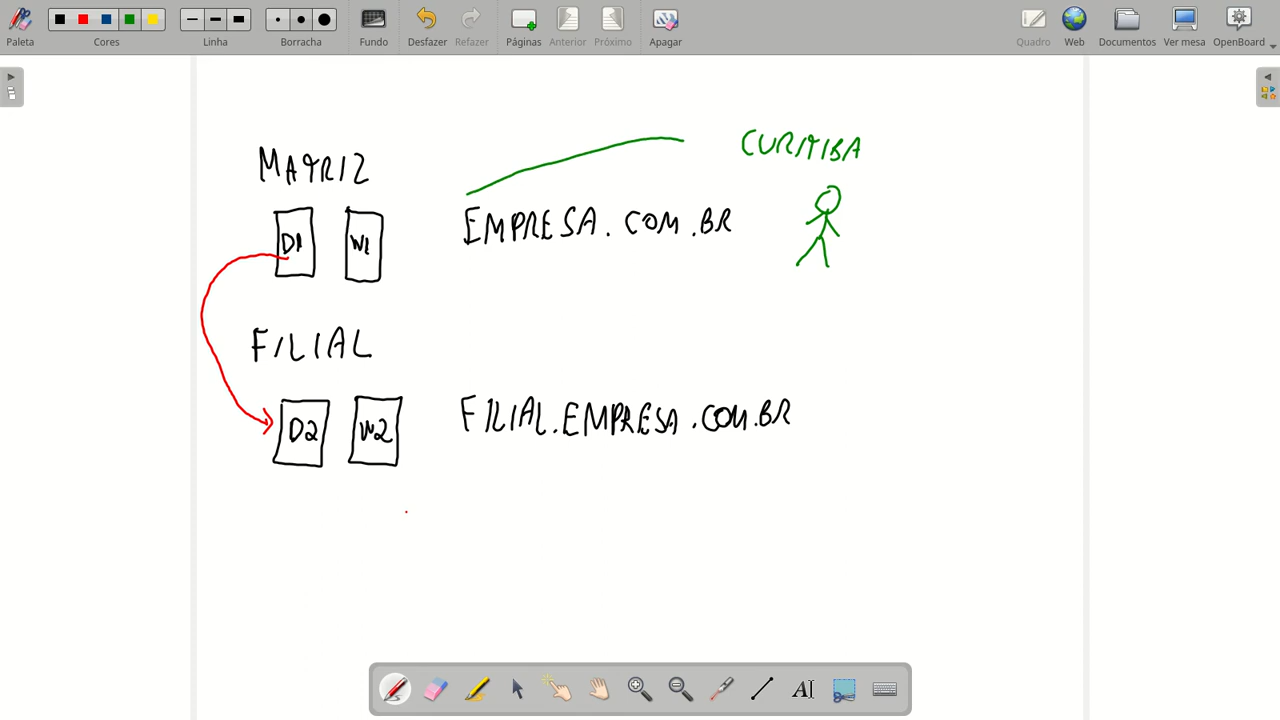 Paleta Cores Linha Borracha Fundo Desfazer Refazer Páginas Anterior Próximo Apagar Quadro Web Documentos Ver mesa OpenBoard
CURITIBA
MATRIZ
D1 W1 EMPRESA.COM.BR
FILIAL
D2 W2 FILIAL.EMPRESA.COM.BR
AI